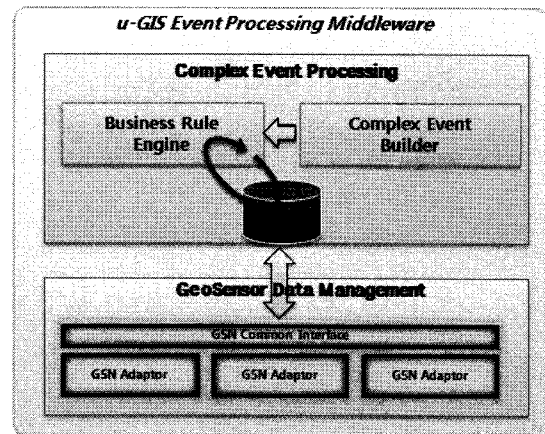 u-GIS Event Processing Middleware
Complex Event Processing
Business Rule
Engine
Complex Event
Builder
GeoSensor Data Management
GSN Common Interface
GSN Adaptor
GSN Adaptor
GSN Adaptor